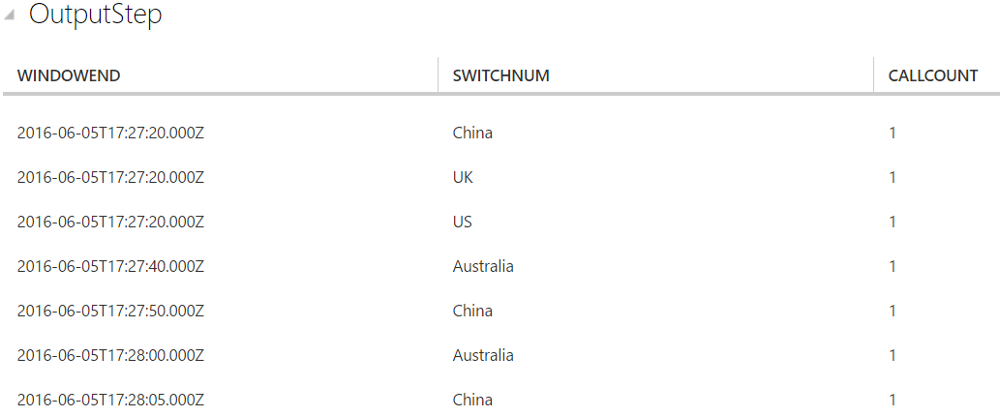 OutputStep
WINDOWEND SWITCHNUM CALLCOUNT
2016-06-05T17:27:20.000Z China 1
2016-06-05T17:27:20.000Z UK 1
2016-06-05T17:27:20.000Z US 1
2016-06-05T17:27:40.000Z Australia 1
2016-06-05T17:27:50.000Z China 1
2016-06-05T17:28:00.000Z Australia 1
2016-06-05T17:28:05.000Z China 1